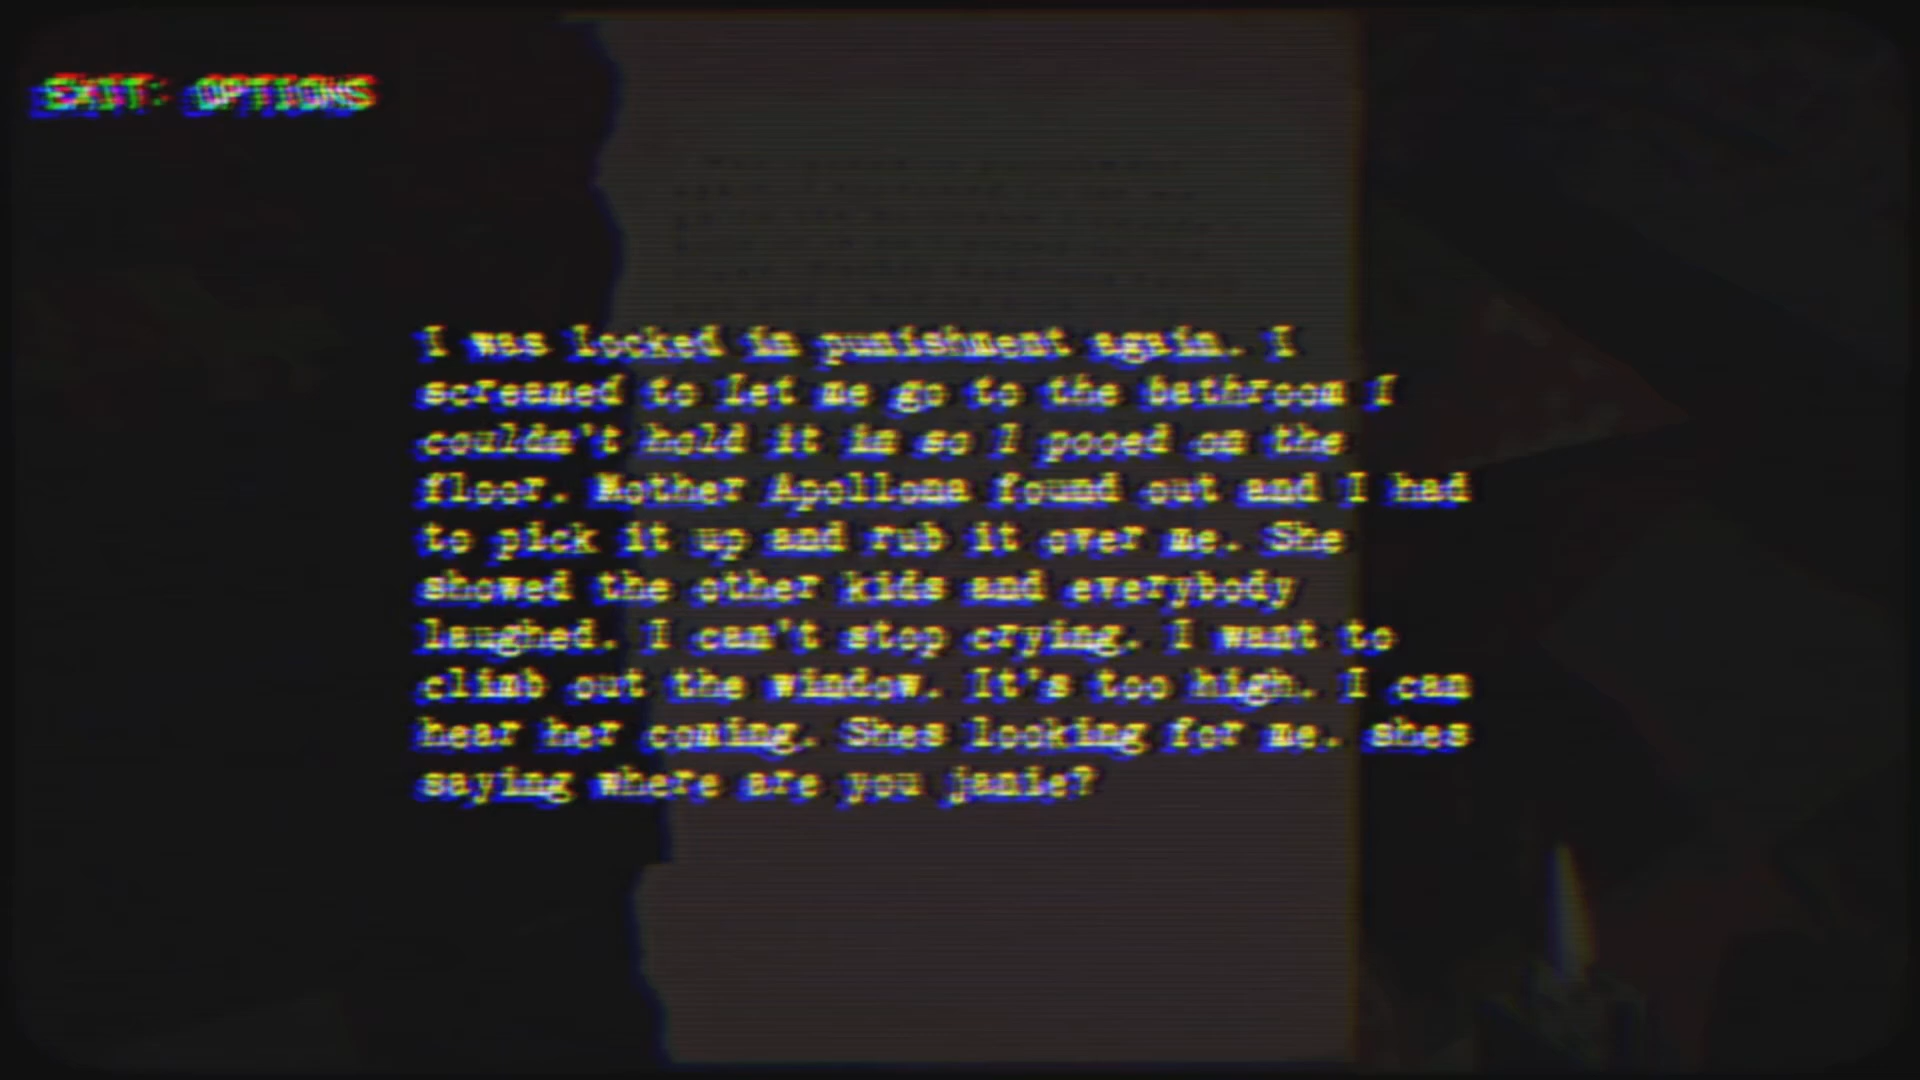 EXIT: OPTIONS
I was locked in punishment again. I
screamed to let me go to the bathroom I
couldn't hold it in so I pooed on the
floor. Mother Apollona found out and I had
to pick it up and rub it over me. She
showed the other kids and everybody
laughed. I can't stop crying. I want to
climb out the window. It's too high. I can
hear her coming. Shes looking for me. shes
saying where are you janie?